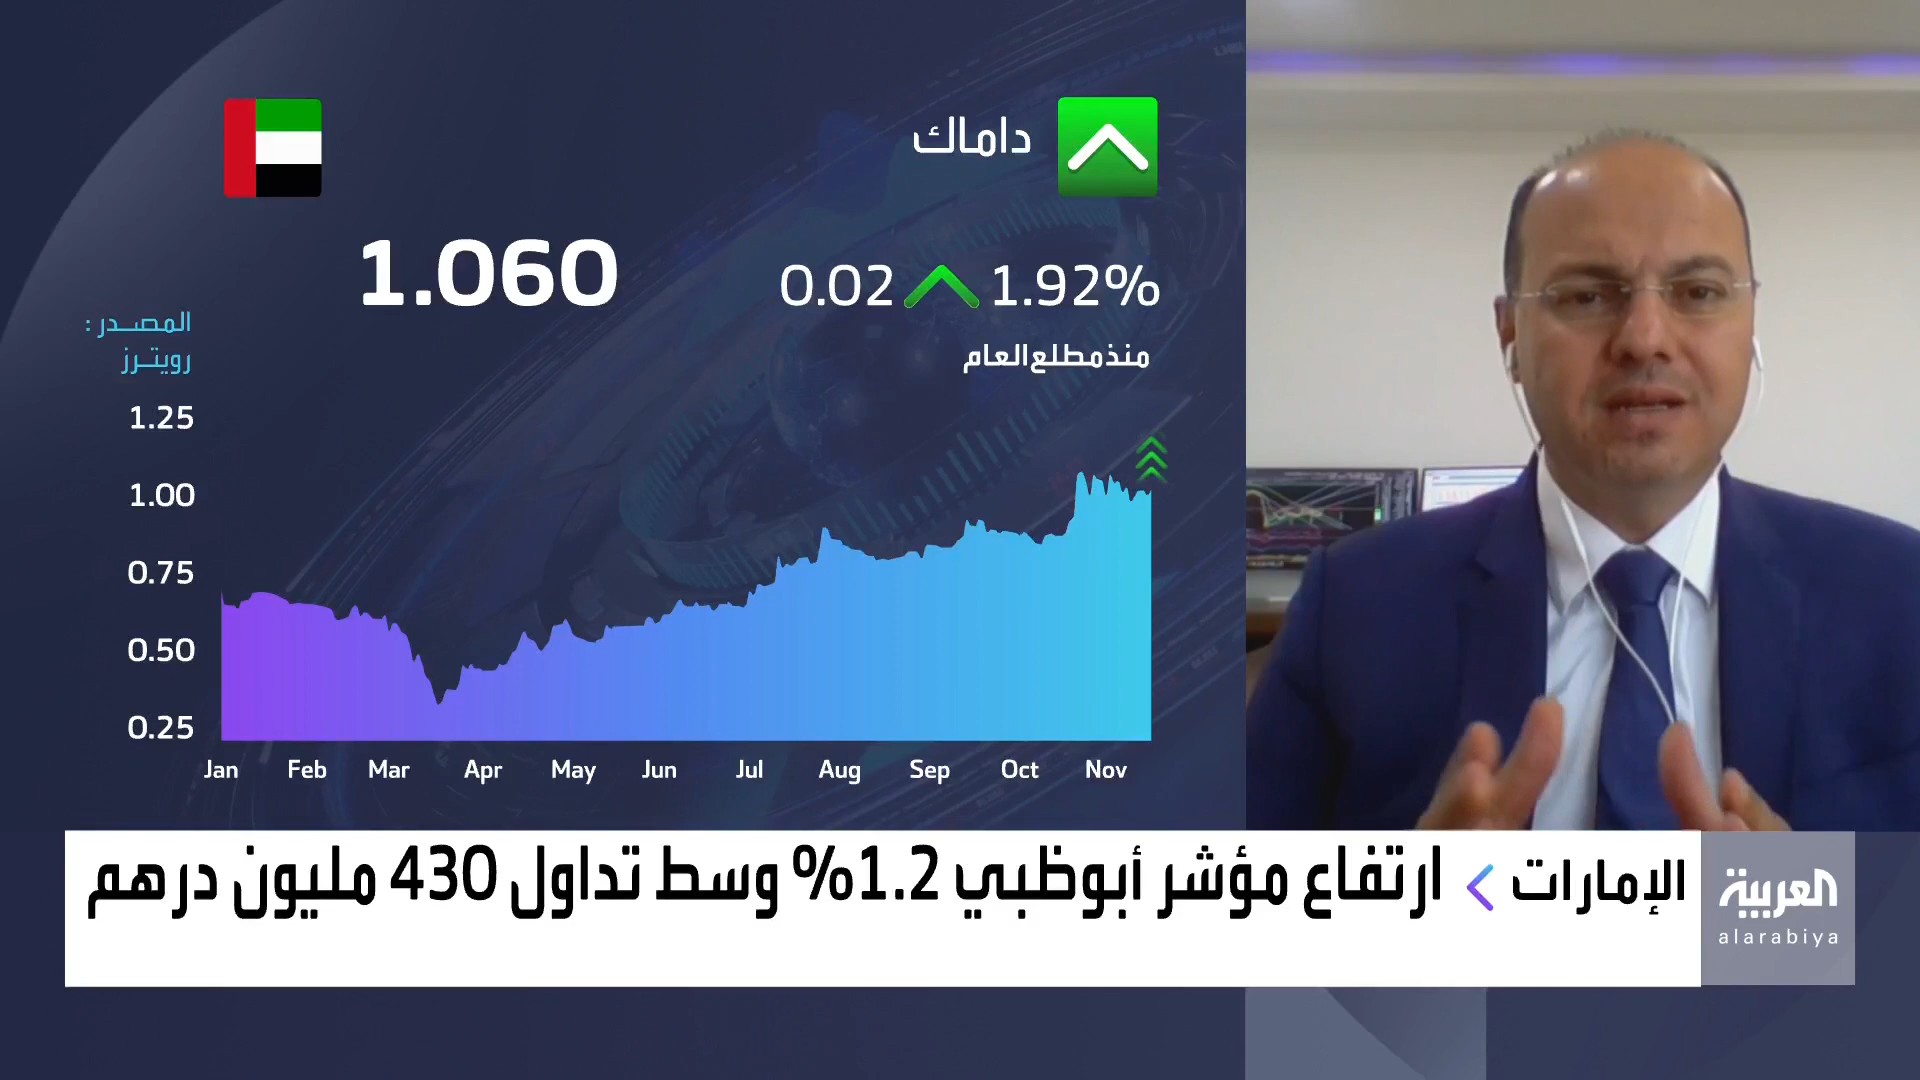 داماك
1.060
0.02 1.92%
منذ مطلع العام
المصدر :
رويترز
1.25
1.00
0.75
0.50
0.25
Jan Feb Mar Apr May Jun Jul Aug Sep Oct Nov
الإمارات > ارتفاع مؤشر أبوظبي 1.2% وسط تداول 430 مليون درهم
العربية
alarabiya